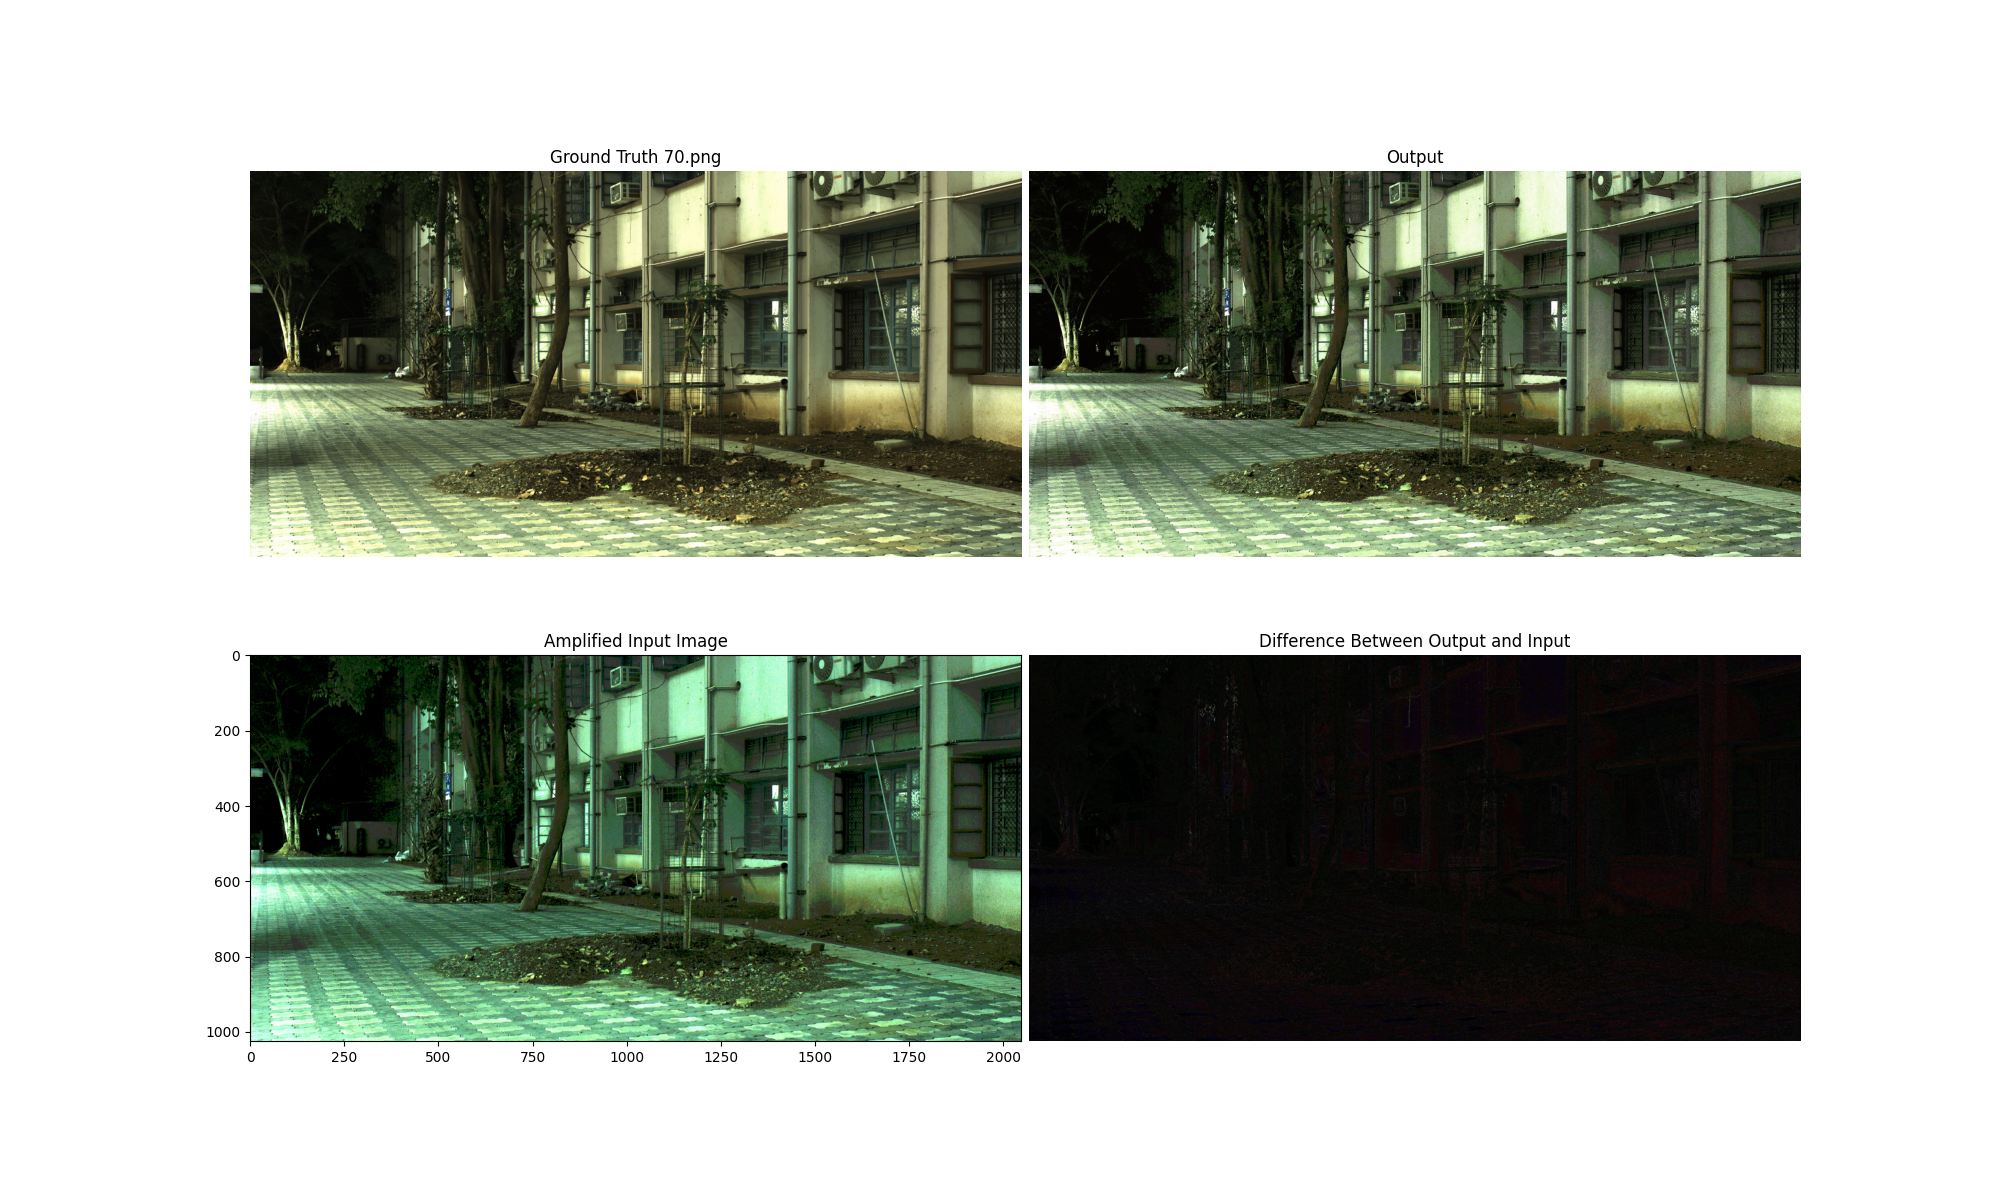 Ground Truth 70.png
Output
Amplified Input Image
Difference Between Output and Input
0
200
400
600
800
1000
0 250 500 750 1000 1250 1500 1750 2000